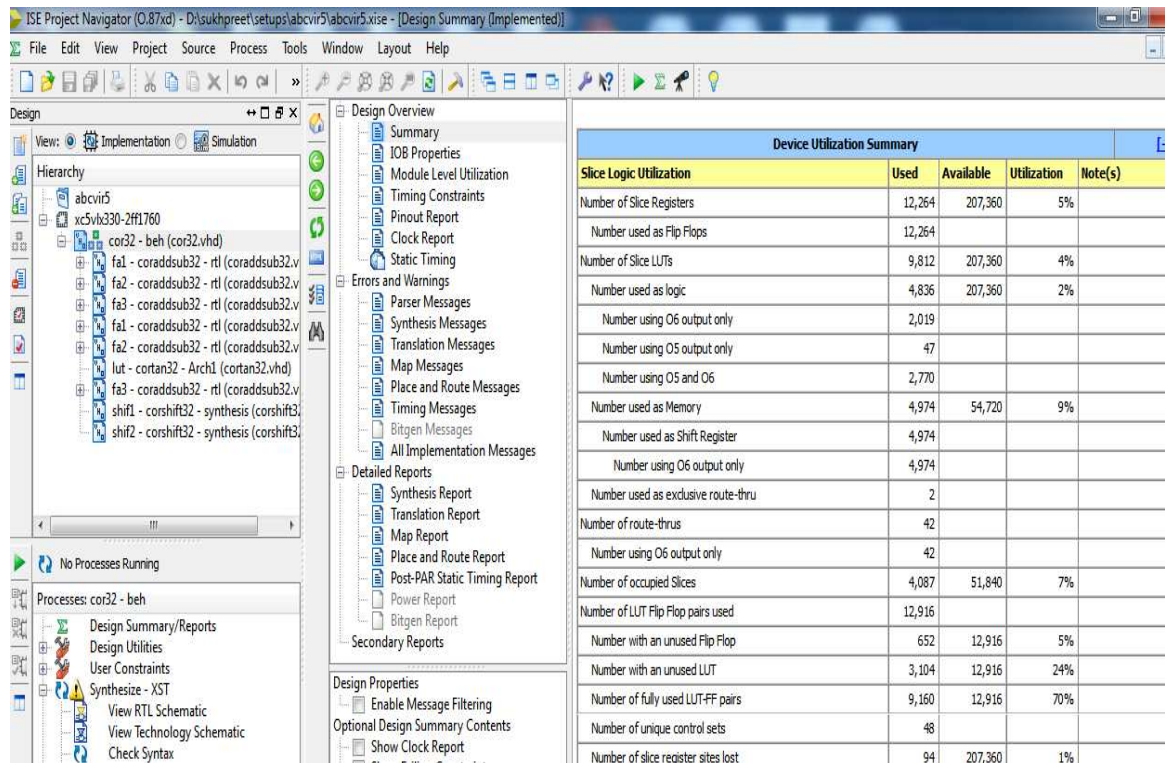 ISE Project Navigator (O.87xd) - D:\sukhpreet\setups\abcvir5\abcvir5.xise - [Design Summary (Implemented)]
File Edit View Project Source Process Tools Window Layout Help
Design
View: Implementation Simulation
Hierarchy
abcvir5
xc5vlx330-2ff1760
cor32 - beh (cor32.vhd)
fa1 - coraddsub32 - rtl (coraddsub32.v
fa2 - coraddsub32 - rtl (coraddsub32.v
fa3 - coraddsub32 - rtl (coraddsub32.v
fa1 - coraddsub32 - rtl (coraddsub32.v
fa2 - coraddsub32 - rtl (coraddsub32.v
lut - cortan32 - Arch1 (cortan32.vhd)
fa3 - coraddsub32 - rtl (coraddsub32.v
shif1 - corshift32 - synthesis (corshift32
shif2 - corshift32 - synthesis (corshift32
No Processes Running
Processes: cor32 - beh
Design Summary/Reports
Design Utilities
User Constraints
Synthesize - XST
View RTL Schematic
View Technology Schematic
Check Syntax
Design Overview
Summary
IOB Properties
Module Level Utilization
Timing Constraints
Pinout Report
Clock Report
Static Timing
Errors and Warnings
Parser Messages
Synthesis Messages
Translation Messages
Map Messages
Place and Route Messages
Timing Messages
Bitgen Messages
All Implementation Messages
Detailed Reports
Synthesis Report
Translation Report
Map Report
Place and Route Report
Post-PAR Static Timing Report
Power Report
Bitgen Report
Secondary Reports
Design Properties
Enable Message Filtering
Optional Design Summary Contents
Show Clock Report
Device Utilization Summary [-
Slice Logic Utilization Used Available Utilization Note(s)
Number of Slice Registers 12,264 207,360 5%
Number used as Flip Flops 12,264
Number of Slice LUTs 9,812 207,360 4%
Number used as logic 4,836 207,360 2%
Number using O6 output only 2,019
Number using O5 output only 47
Number using O5 and O6 2,770
Number used as Memory 4,974 54,720 9%
Number used as Shift Register 4,974
Number using O6 output only 4,974
Number used as exclusive route-thru 2
Number of route-thrus 42
Number using O6 output only 42
Number of occupied Slices 4,087 51,840 7%
Number of LUT Flip Flop pairs used 12,916
Number with an unused Flip Flop 652 12,916 5%
Number with an unused LUT 3,104 12,916 24%
Number of fully used LUT-FF pairs 9,160 12,916 70%
Number of unique control sets 48
Number of slice register sites lost 94 207,360 1%